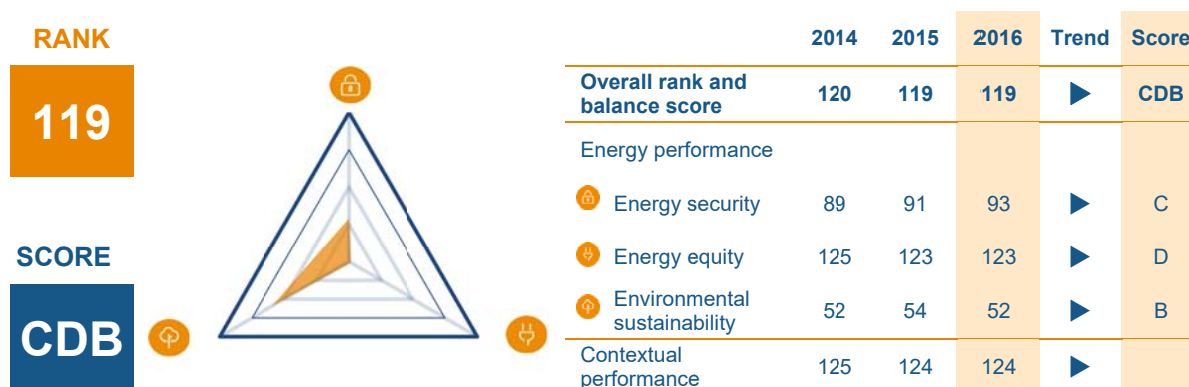 RANK
119
SCORE
CDB
2014 2015 2016 Trend Score
Overall rank and
balance score 120 119 119 CDB
Energy performance
Energy security 89 91 93 C
Energy equity 125 123 123 D
Environmental
sustainability 52 54 52 B
Contextual
performance 125 124 124